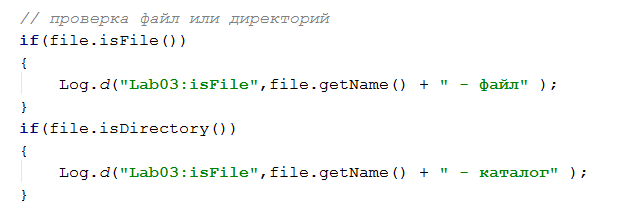 // проверка файл или директорий
if(file.isFile())
{
Log.d("Lab03:isFile",file.getName() + " - файл" );
}
if(file.isDirectory())
{
Log.d("Lab03:isFile",file.getName() + " - каталог" );
}